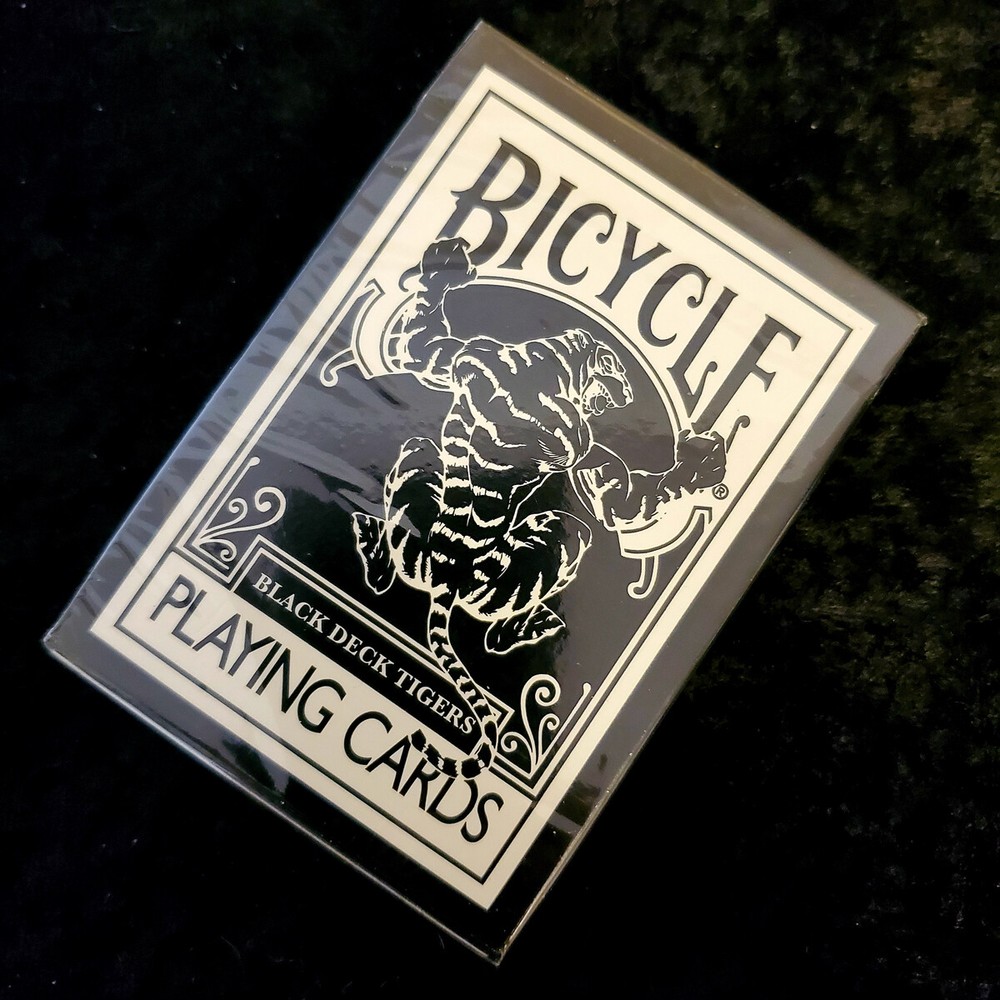 BICYCLE
®
BLACK DECK TIGERS
PLAYING CARDS